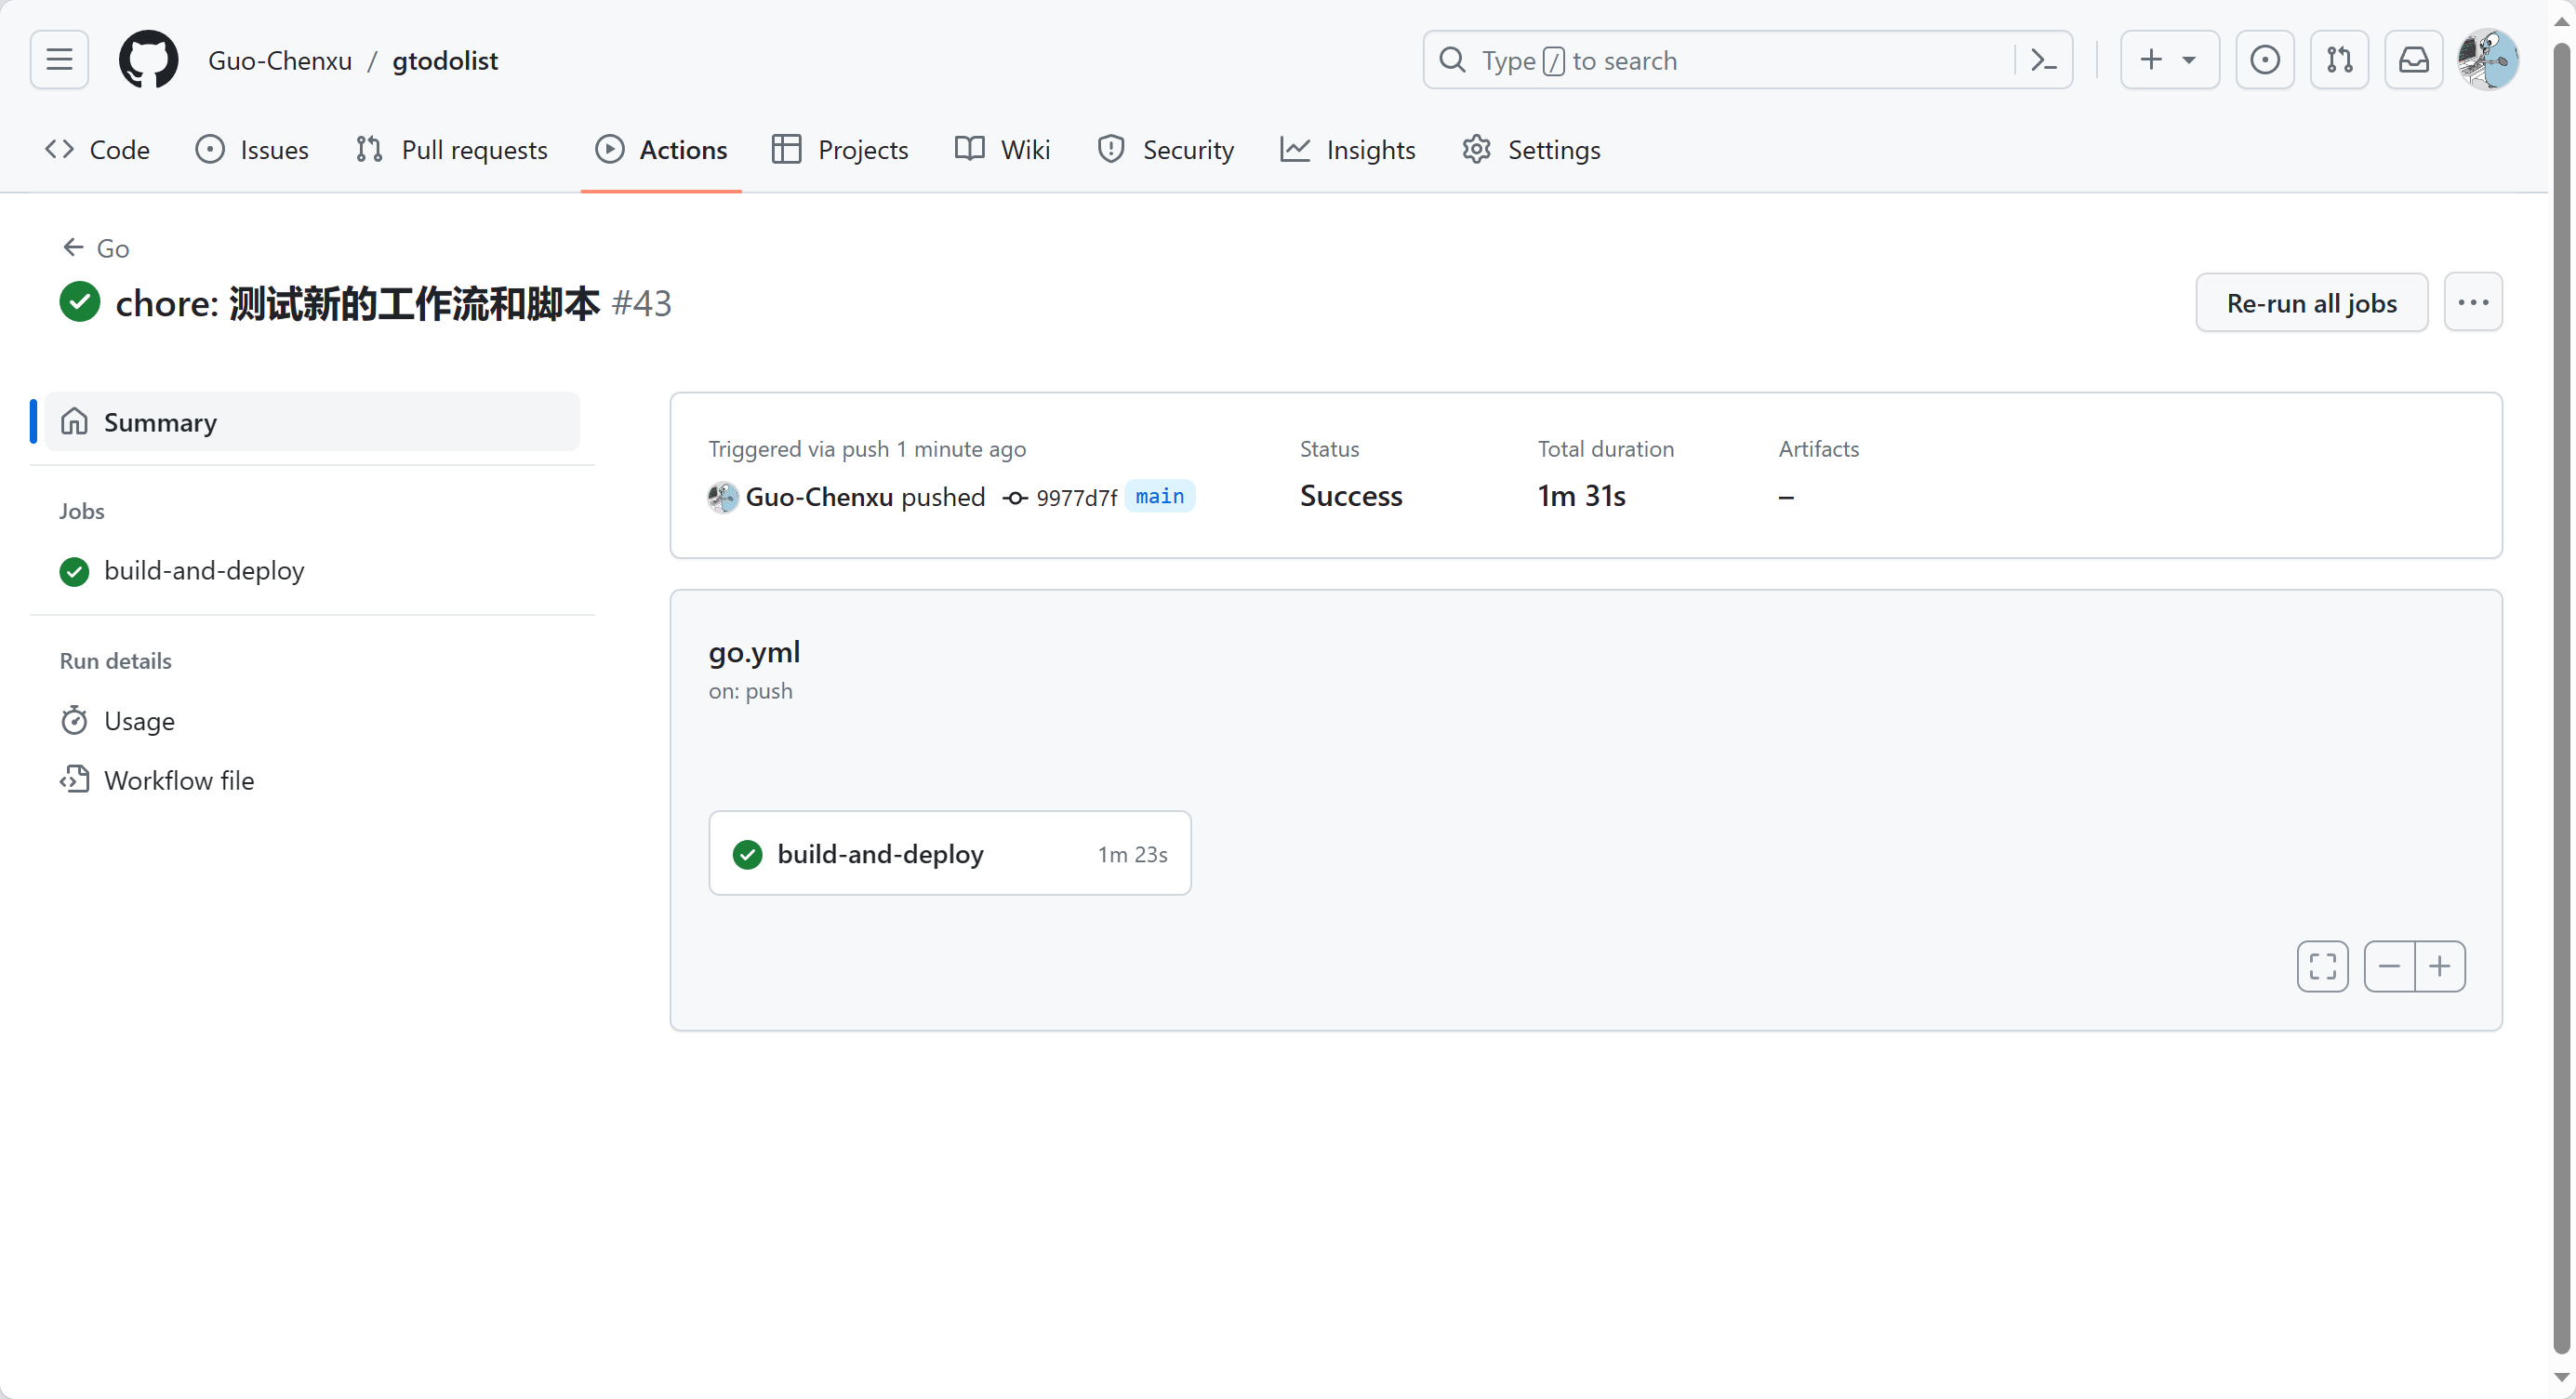 Guo-Chenxu / gtodolist
Type / to search
Code
Issues
Pull requests
Actions
Projects
Wiki
Security
Insights
Settings
Go
chore: 测试新的工作流和脚本 #43
Re-run all jobs
Summary
Jobs
build-and-deploy
Run details
Usage
Workflow file
Triggered via push 1 minute ago
Guo-Chenxu pushed 9977d7f main
Status
Success
Total duration
1m 31s
Artifacts
–
go.yml
on: push
build-and-deploy 1m 23s